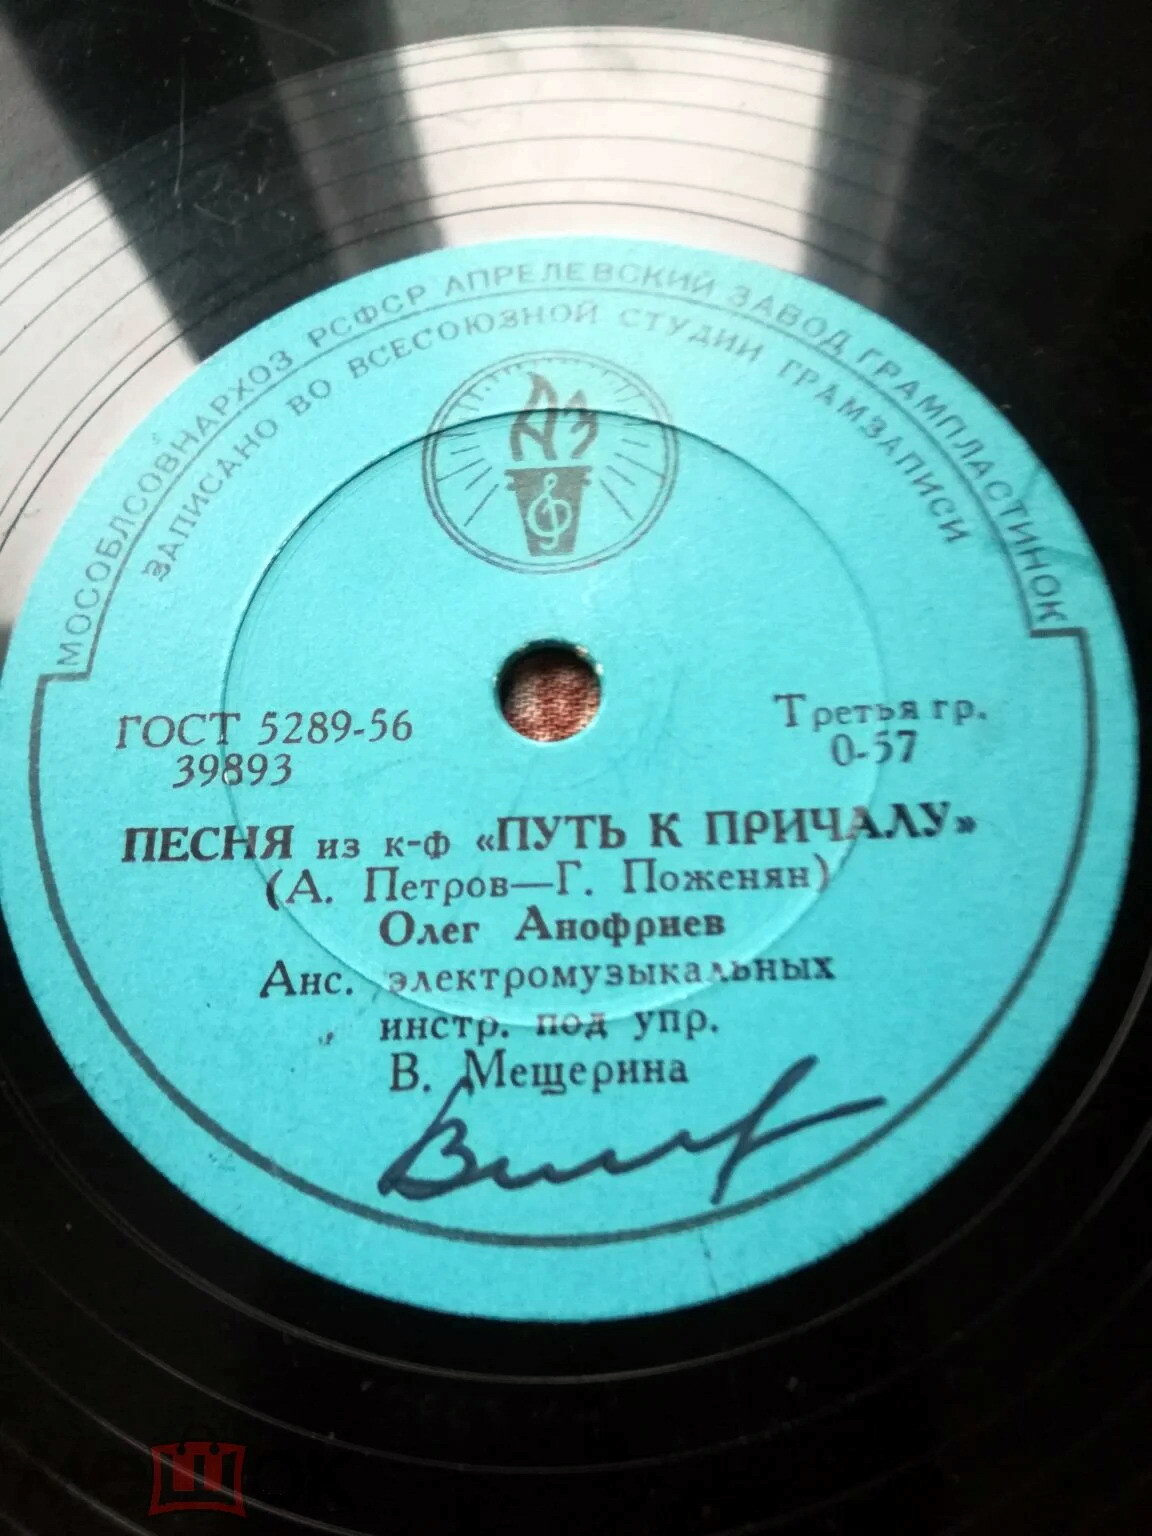 МОСОБЛСОВНАРХОЗ РСФСР АПРЕЛЕВСКИЙ ЗАВОД ГРАМПЛАСТИНОК
ЗАПИСАНО ВО ВСЕСОЮЗНОЙ СТУДИИ ГРАМЗАПИСИ
АЗ
ГОСТ 5289-56
39893
Третья гр.
0-57
ПЕСНЯ из к-ф «ПУТЬ К ПРИЧАЛУ»
(А. Петров—Г. Поженян)
Олег Анофриев
Анс. электромузыкальных
инстр. под упр.
В. Мещерина